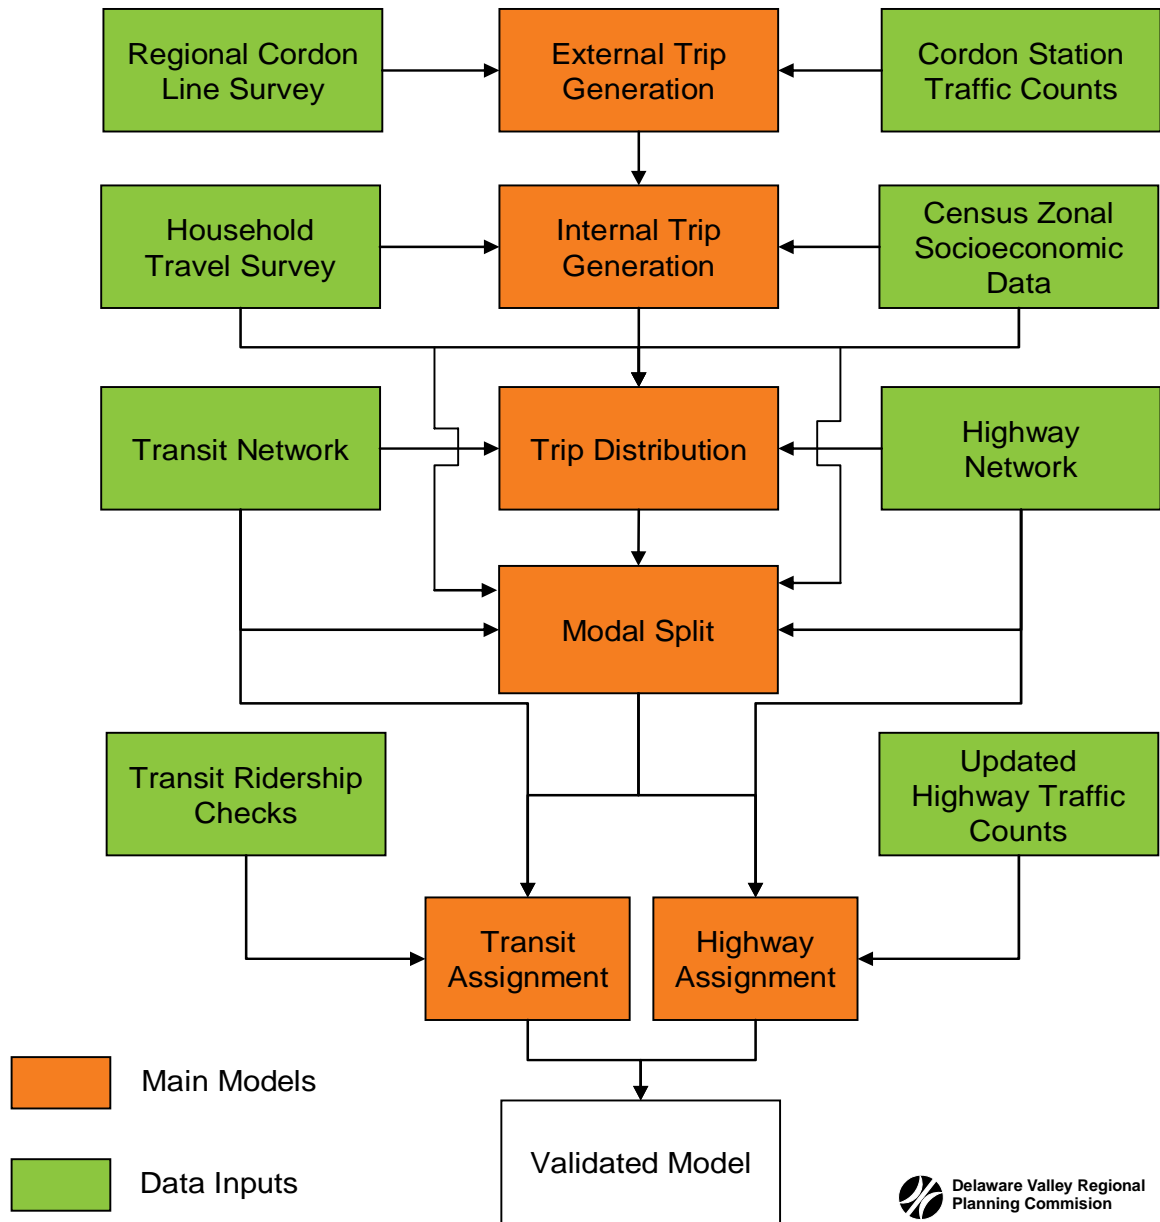 Regional Cordon
Line Survey
External Trip
Generation
Cordon Station
Traffic Counts
Household
Travel Survey
Internal Trip
Generation
Census Zonal
Socioeconomic
Data
Transit Network
Trip Distribution
Highway
Network
Modal Split
Transit Ridership
Checks
Updated
Highway Traffic
Counts
Transit
Assignment
Highway
Assignment
Main Models
Validated Model
Data Inputs
Delaware Valley Regional
Planning Commision